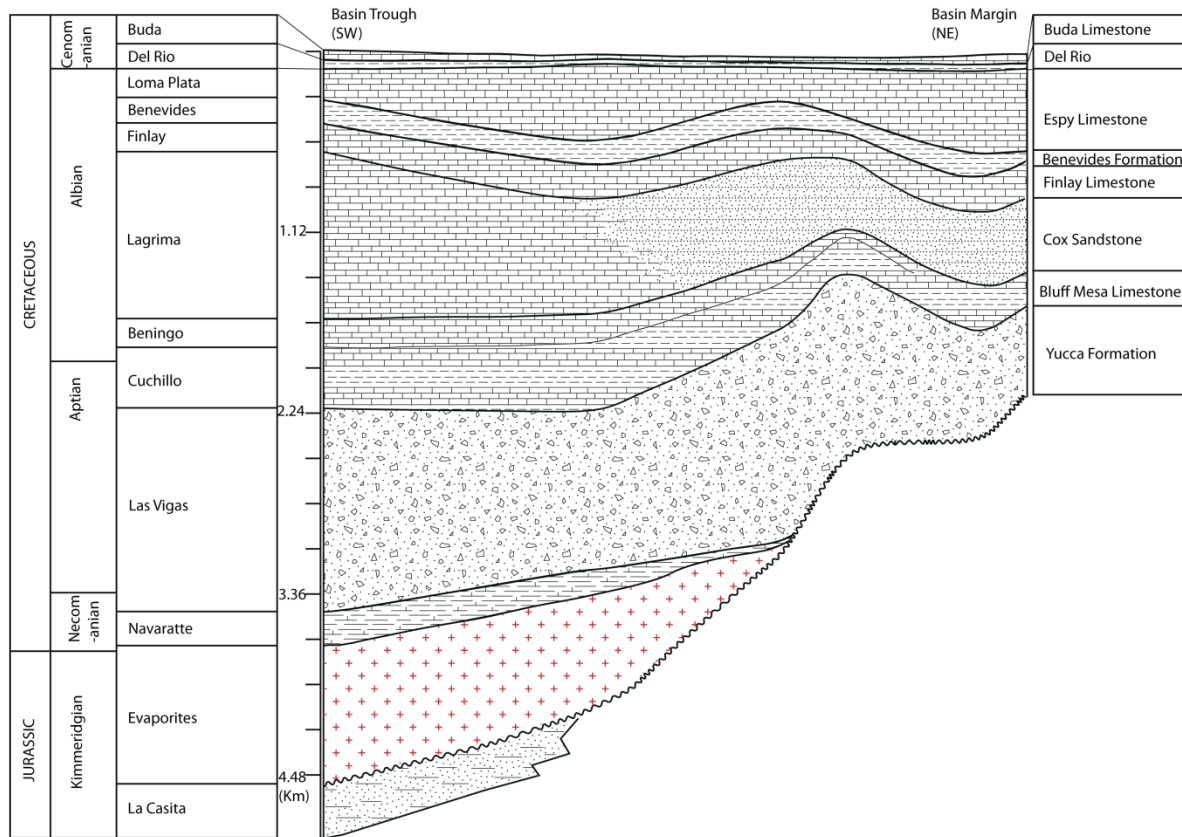 Basin Trough
(SW)
Basin Margin
(NE)
CRETACEOUS
JURASSIC
Cenom
-anian
Albian
Aptian
Necom
-anian
Kimmeridgian
Buda
Del Rio
Loma Plata
Benevides
Finlay
Lagrima
Beningo
Cuchillo
Las Vigas
Navaratte
Evaporites
La Casita
1.12
2.24
3.36
4.48
(Km)
Buda Limestone
Del Rio
Espy Limestone
Benevides Formation
Finlay Limestone
Cox Sandstone
Bluff Mesa Limestone
Yucca Formation